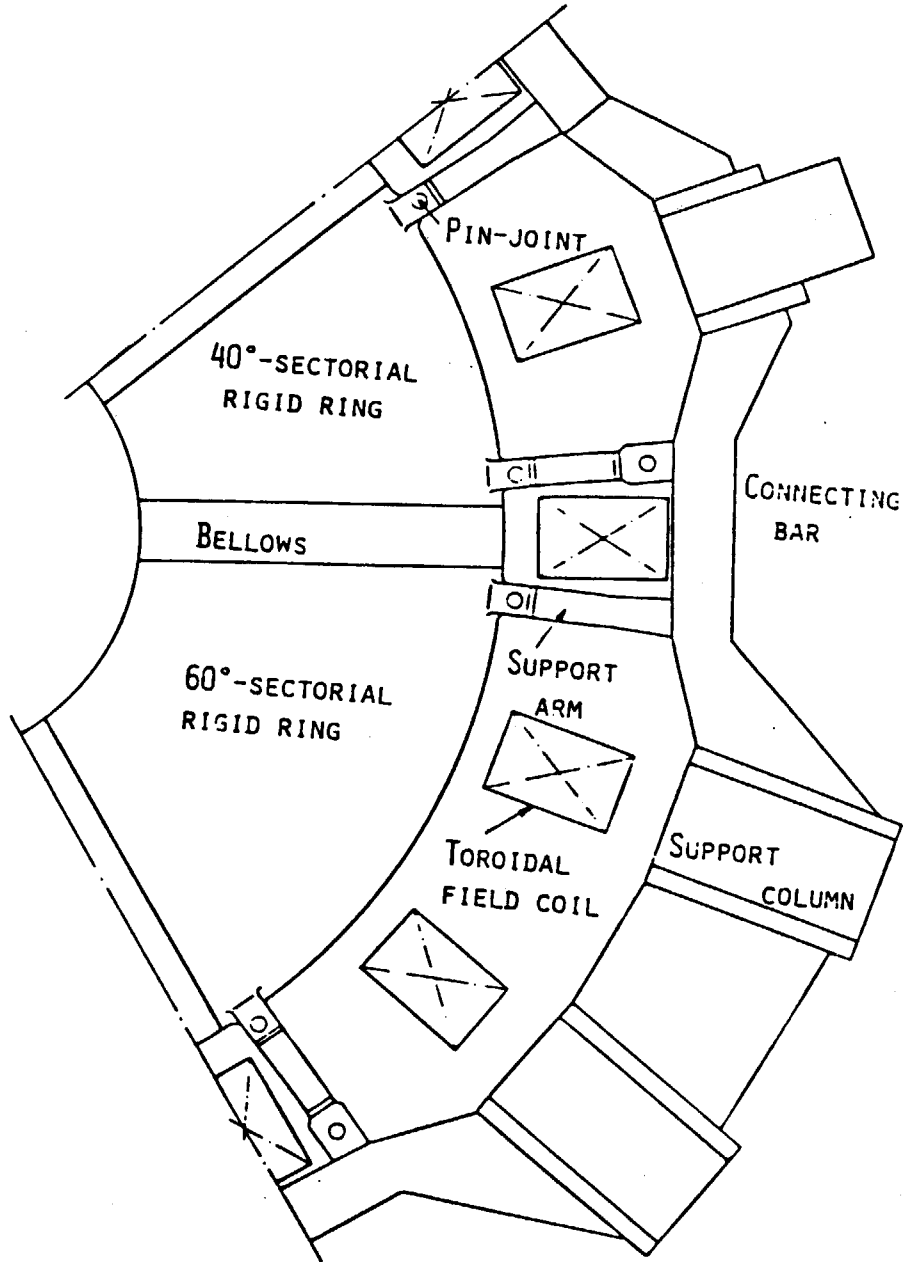 PIN-JOINT
40°-SECTORIAL
RIGID RING
CONNECTING
BAR
BELLOWS
SUPPORT
ARM
60°-SECTORIAL
RIGID RING
TOROIDAL
FIELD COIL
SUPPORT
COLUMN